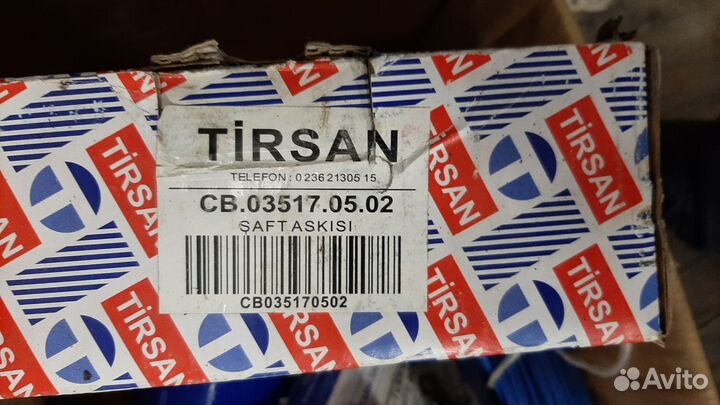 TİRSAN
TELEFON : 0 236 21305 15
CB.03517.05.02
ŞAFT ASKISI
CB035170502
TİRSAN
TİRSAN
TİRSAN
TİRSAN
TİRSAN
TİRSAN
Avito